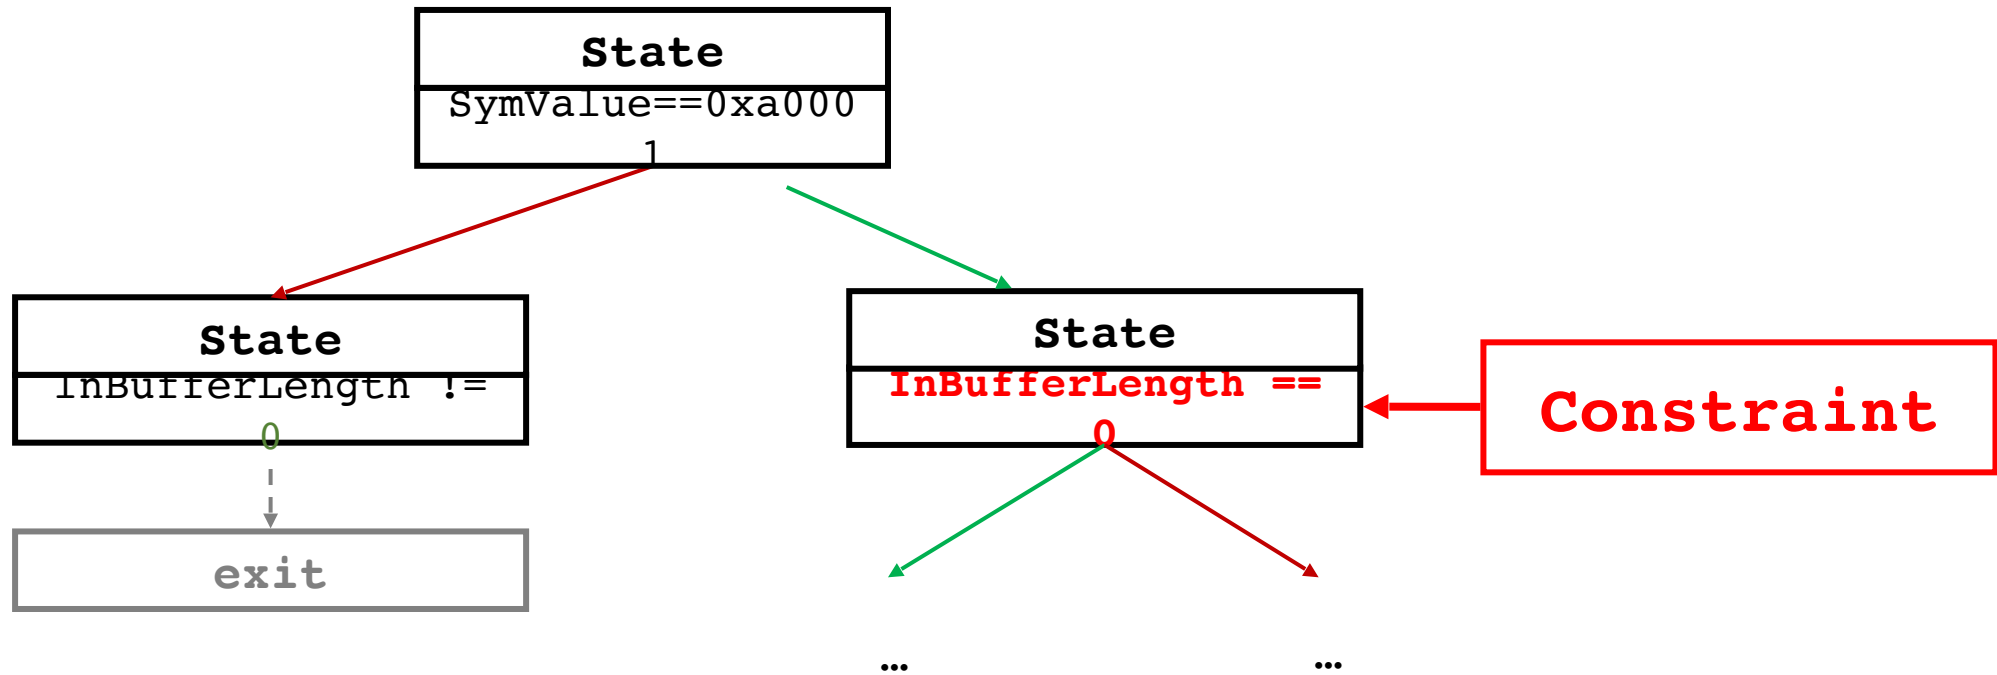 State
SymValue==0xa000
1
State
InBufferLength !=
0
State
InBufferLength ==
0
Constraint
exit
…
…